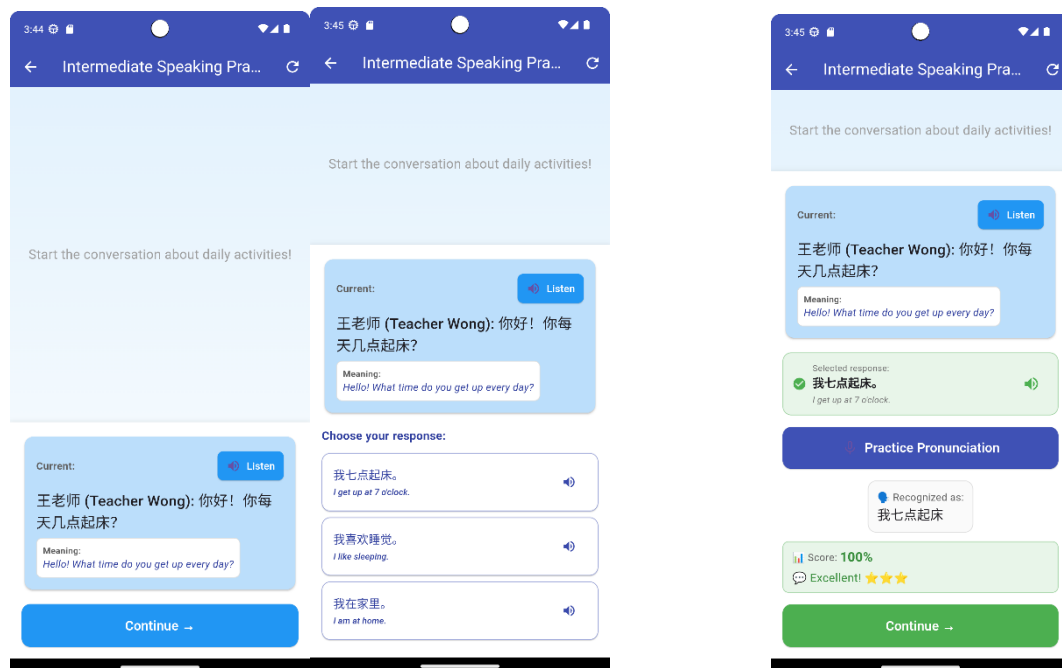 3:44
Intermediate Speaking Pra...
Start the conversation about daily activities!
Current:
Listen
王老师 (Teacher Wong): 你好！你每
天几点起床？
Meaning:
Hello! What time do you get up every day?
Continue →
3:45
Intermediate Speaking Pra...
Start the conversation about daily activities!
Current:
Listen
王老师 (Teacher Wong): 你好！你每
天几点起床？
Meaning:
Hello! What time do you get up every day?
Choose your response:
我七点起床。
I get up at 7 o'clock.
我喜欢睡觉。
I like sleeping.
我在家里。
I am at home.
3:45
Intermediate Speaking Pra...
Start the conversation about daily activities!
Current:
Listen
王老师 (Teacher Wong): 你好！你每
天几点起床？
Meaning:
Hello! What time do you get up every day?
Selected response:
我七点起床。
I get up at 7 o'clock.
Practice Pronunciation
Recognized as:
我七点起床
Score: 100%
Excellent! ⭐⭐⭐
Continue →